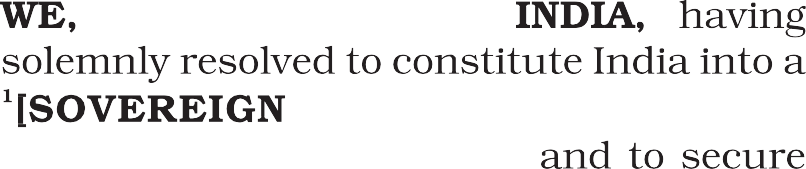 WE, INDIA, having
solemnly resolved to constitute India into a
¹[SOVEREIGN
and to secure